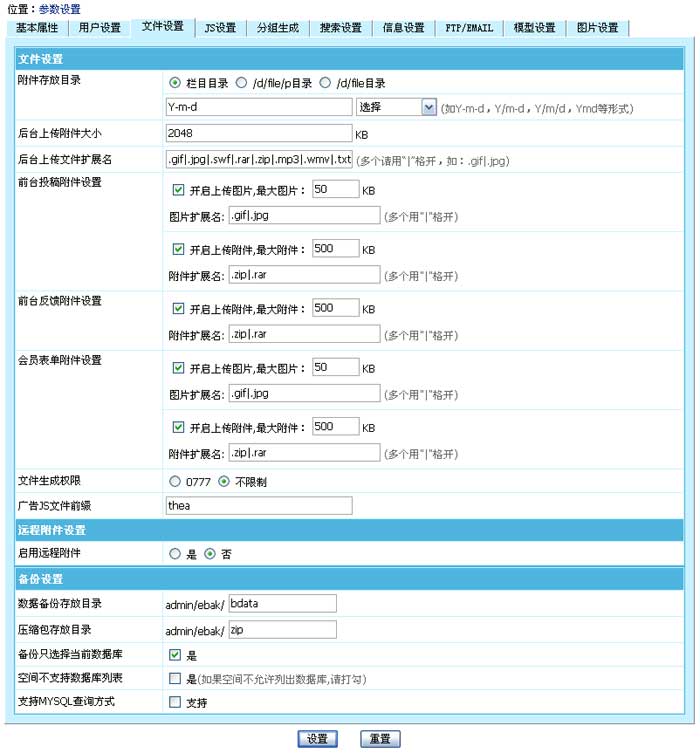 位置：参数设置
基本属性 用户设置 文件设置 JS设置 分组生成 搜索设置 信息设置 FTP/EMAIL 模型设置 图片设置
文件设置
附件存放目录 栏目目录 /d/file/p目录 /d/file目录
Y-m-d 选择 (如Y-m-d，Y/m-d，Y/m/d，Ymd等形式)
后台上传附件大小 2048 KB
后台上传文件扩展名 .gif|.jpg|.swf|.rar|.zip|.mp3|.wmv|.txt (多个请用"|"格开，如：.gif|.jpg)
前台投稿附件设置 开启上传图片,最大图片： 50 KB
图片扩展名: .gif|.jpg (多个用"|"格开)
开启上传附件,最大附件： 500 KB
附件扩展名: .zip|.rar (多个用"|"格开)
前台反馈附件设置 开启上传附件,最大附件： 500 KB
附件扩展名: .zip|.rar (多个用"|"格开)
会员表单附件设置 开启上传图片,最大图片： 50 KB
图片扩展名: .gif|.jpg (多个用"|"格开)
开启上传附件,最大附件： 500 KB
附件扩展名: .zip|.rar (多个用"|"格开)
文件生成权限 0777 不限制
广告JS文件前缀 thea
远程附件设置
启用远程附件 是 否
备份设置
数据备份存放目录 admin/ebak/ bdata
压缩包存放目录 admin/ebak/ zip
备份只选择当前数据库 是
空间不支持数据库列表 是(如果空间不允许列出数据库,请打勾)
支持MYSQL查询方式 支持
设置 重置